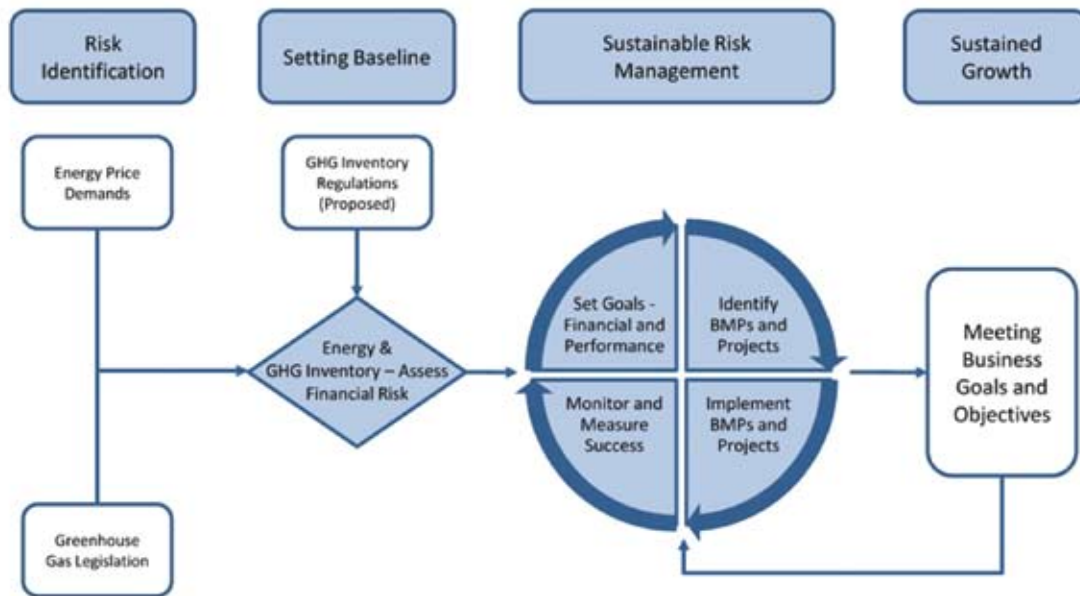 Risk
Identification
Setting Baseline
Sustainable Risk
Management
Sustained
Growth
Energy Price
Demands
GHG Inventory
Regulations
(Proposed)
Energy &
GHG Inventory – Assess
Financial Risk
Greenhouse
Gas Legislation
Set Goals -
Financial and
Performance
Identify
BMPs and
Projects
Monitor and
Measure
Success
Implement
BMPs and
Projects
Meeting
Business
Goals and
Objectives